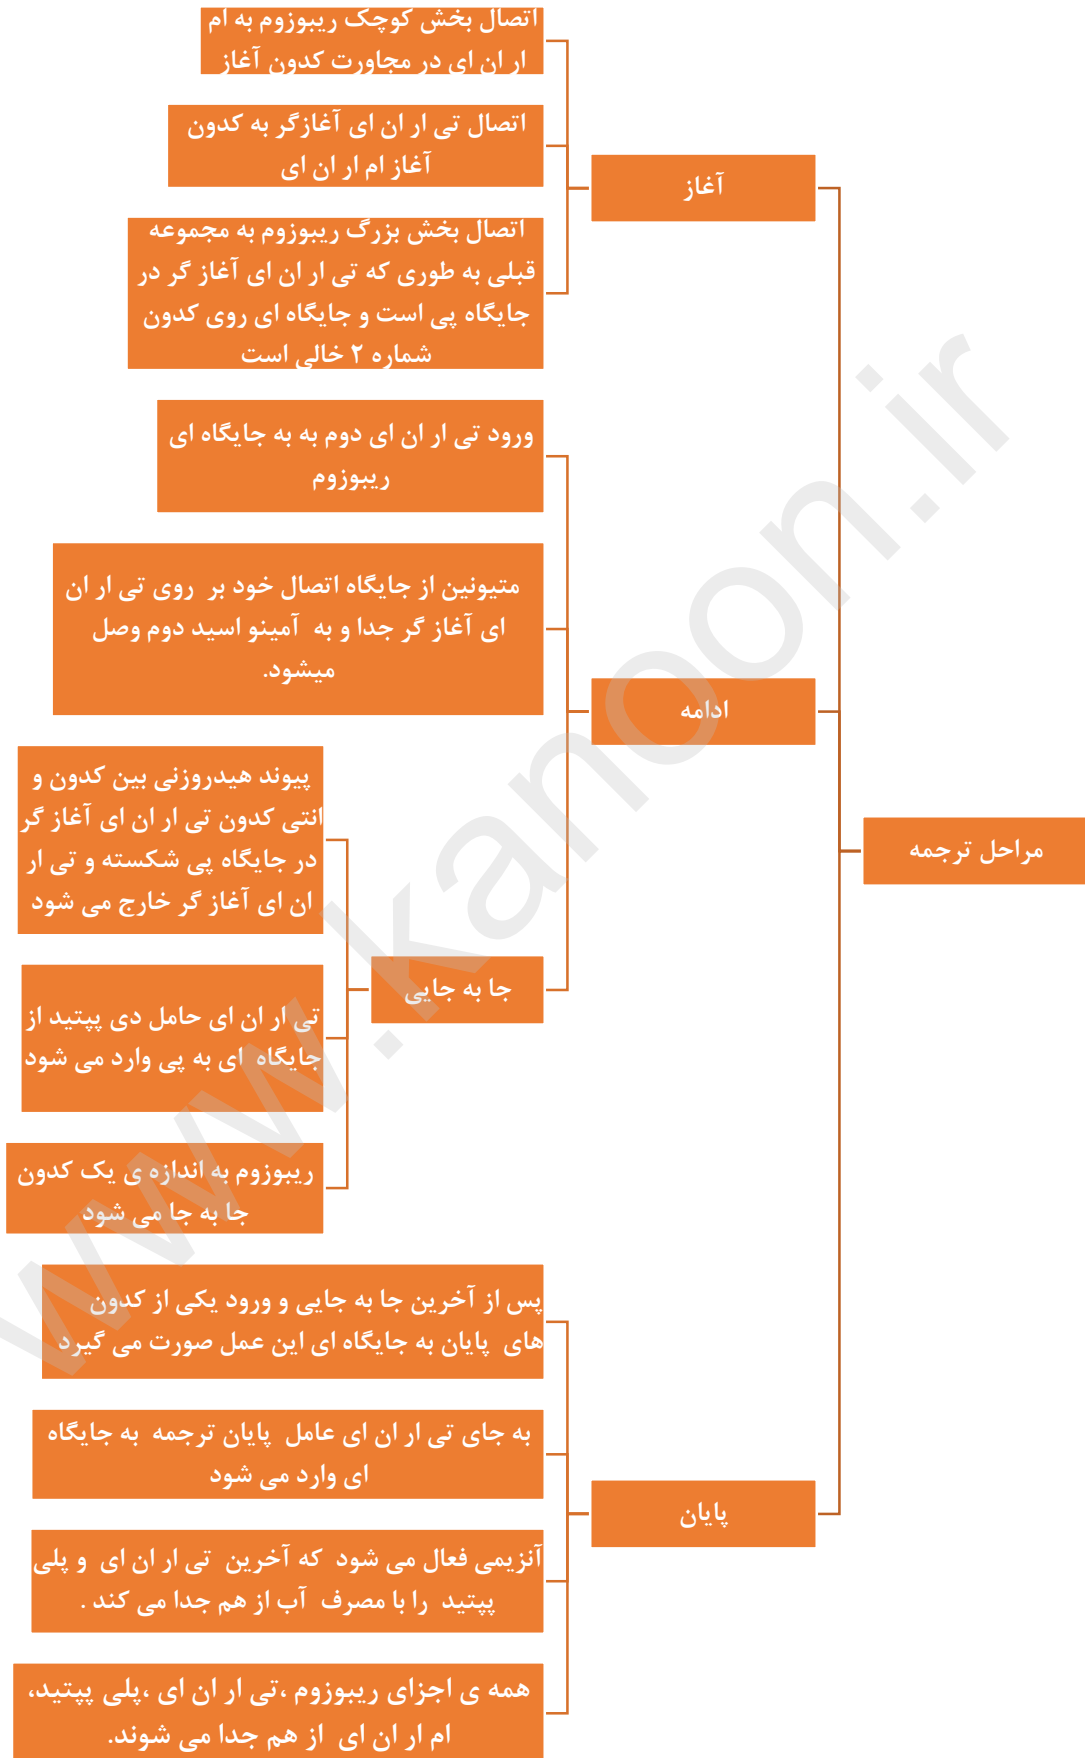 مراحل ترجمه
آغاز
اتصال بخش کوچک ریبوزوم به ام
ار ان ای در مجاورت کدون آغاز
اتصال تی ار ان ای آغازگر به کدون
آغاز ام ار ان ای
اتصال بخش بزرگ ریبوزوم به مجموعه
قبلی به طوری که تی ار ان ای آغاز گر در
جایگاه پی است و جایگاه ای روی کدون
شماره ۲ خالی است
ادامه
ورود تی ار ان ای دوم به به جایگاه ای
ریبوزوم
متیونین از جایگاه اتصال خود بر روی تی ار ان
ای آغاز گر جدا و به آمینو اسید دوم وصل
میشود.
جا به جایی
پیوند هیدروزنی بین کدون و
انتی کدون تی ار ان ای آغاز گر
در جایگاه پی شکسته و تی ار
ان ای آغاز گر خارج می شود
تی ار ان ای حامل دی پپتید از
جایگاه ای به پی وارد می شود
ریبوزوم به اندازه ی یک کدون
جا به جا می شود
پایان
پس از آخرین جا به جایی و ورود یکی از کدون
های پایان به جایگاه ای این عمل صورت می گیرد
به جای تی ار ان ای عامل پایان ترجمه به جایگاه
ای وارد می شود
آنزیمی فعال می شود که آخرین تی ار ان ای و پلی
پپتید را با مصرف آب از هم جدا می کند .
همه ی اجزای ریبوزوم ،تی ار ان ای ،پلی پپتید،
ام ار ان ای از هم جدا می شوند.
www.kanoon.ir